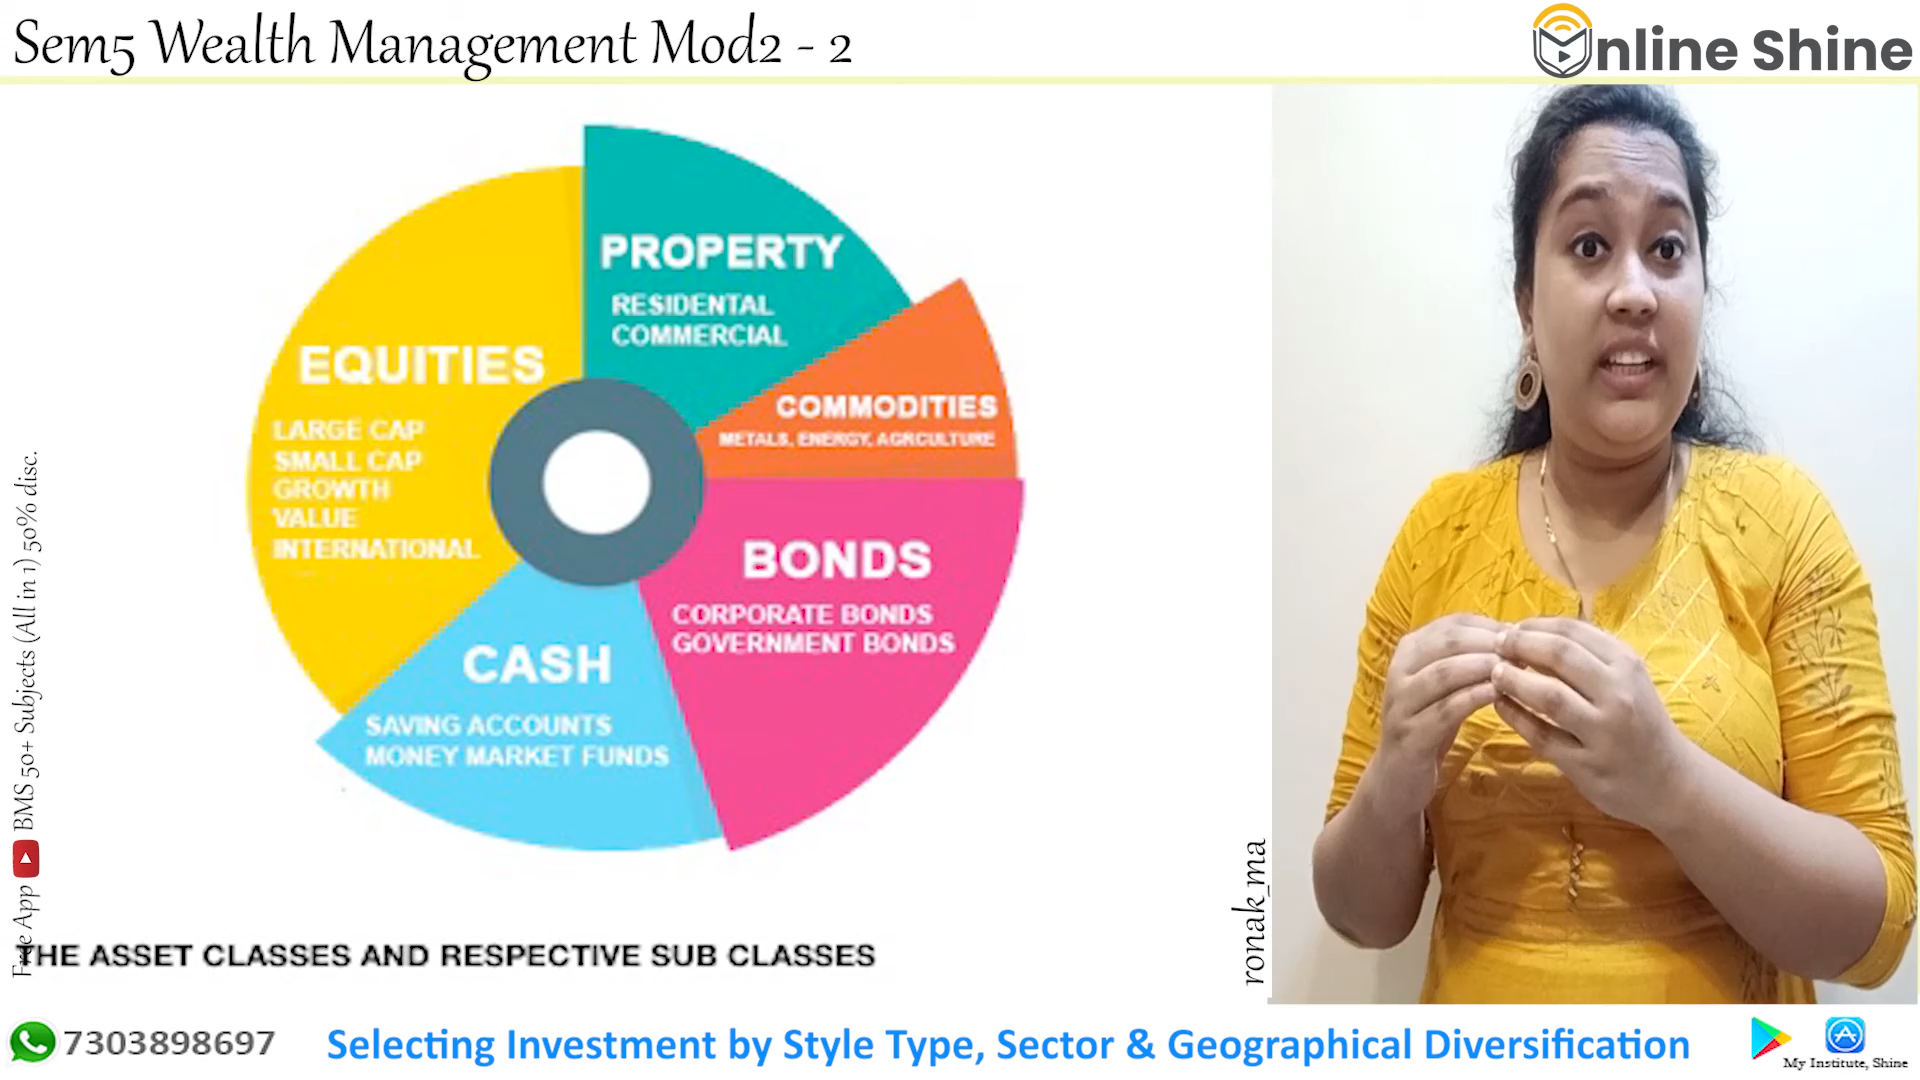 Sem5 Wealth Management Mod2 - 2
Online Shine
PROPERTY
RESIDENTAL
COMMERCIAL
COMMODITIES
METALS, ENERGY, AGRCULTURE
EQUITIES
LARGE CAP
SMALL CAP
GROWTH
VALUE
INTERNATIONAL
BONDS
CORPORATE BONDS
GOVERNMENT BONDS
CASH
SAVING ACCOUNTS
MONEY MARKET FUNDS
THE ASSET CLASSES AND RESPECTIVE SUB CLASSES
Free App BMS 50+ Subjects (All in 1) 50% disc.
ronak_ma
7303898697
Selecting Investment by Style Type, Sector & Geographical Diversification
My Institute, Shine